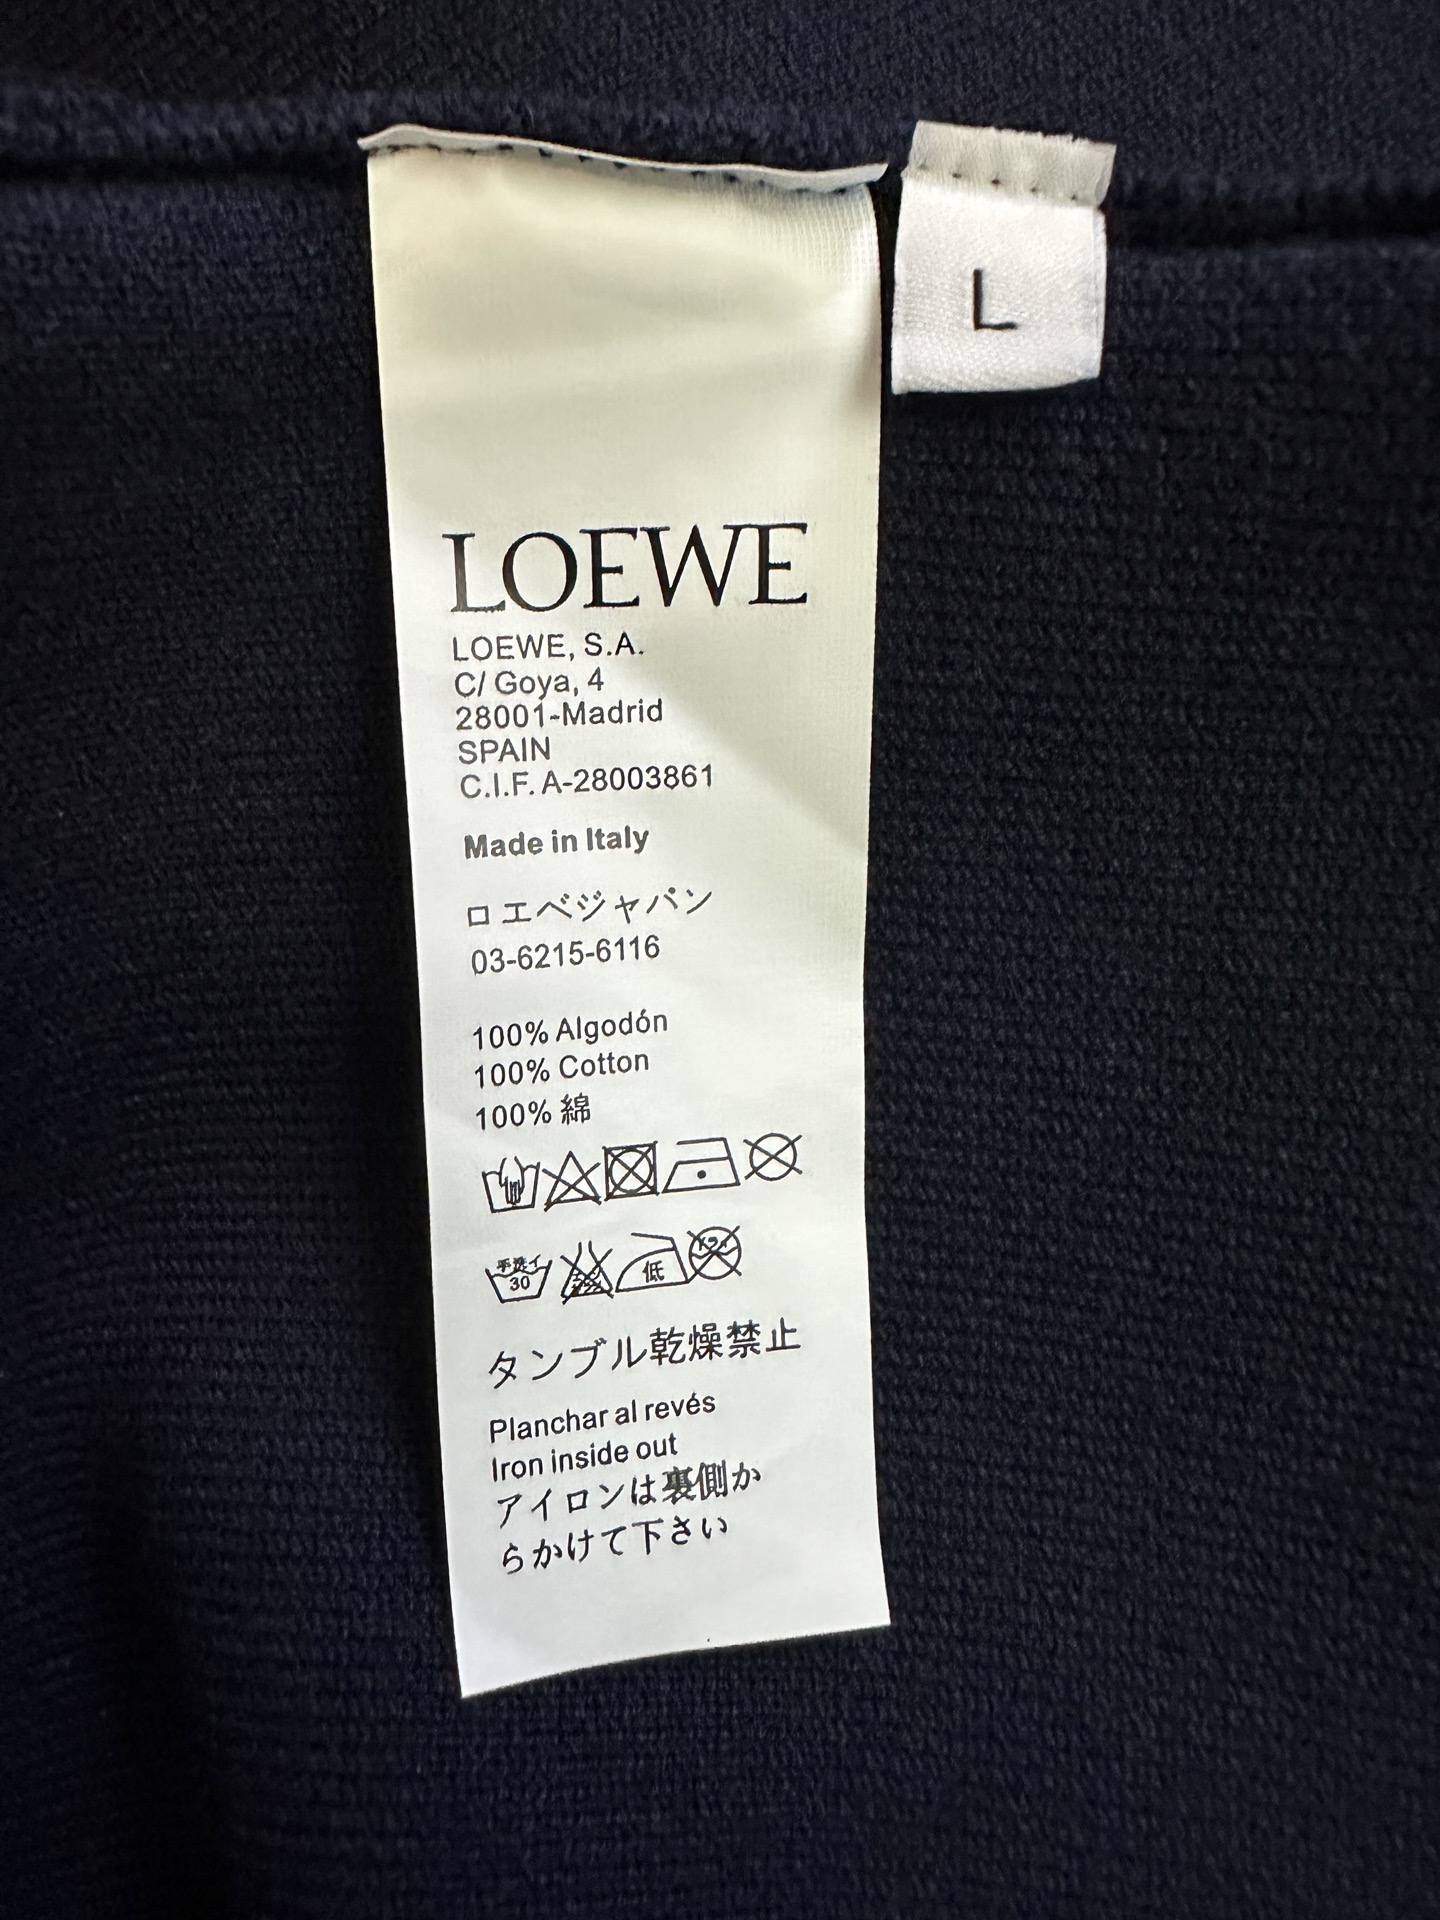 L
LOEWE
LOEWE, S.A.
C/ Goya, 4
28001-Madrid
SPAIN
C.I.F. A-28003861
Made in Italy
ロエベジャパン
03-6215-6116
100% Algodón
100% Cotton
100% 綿
手洗イ
30
低
タンブル乾燥禁止
Planchar al revés
Iron inside out
アイロンは裏側か
らかけて下さい